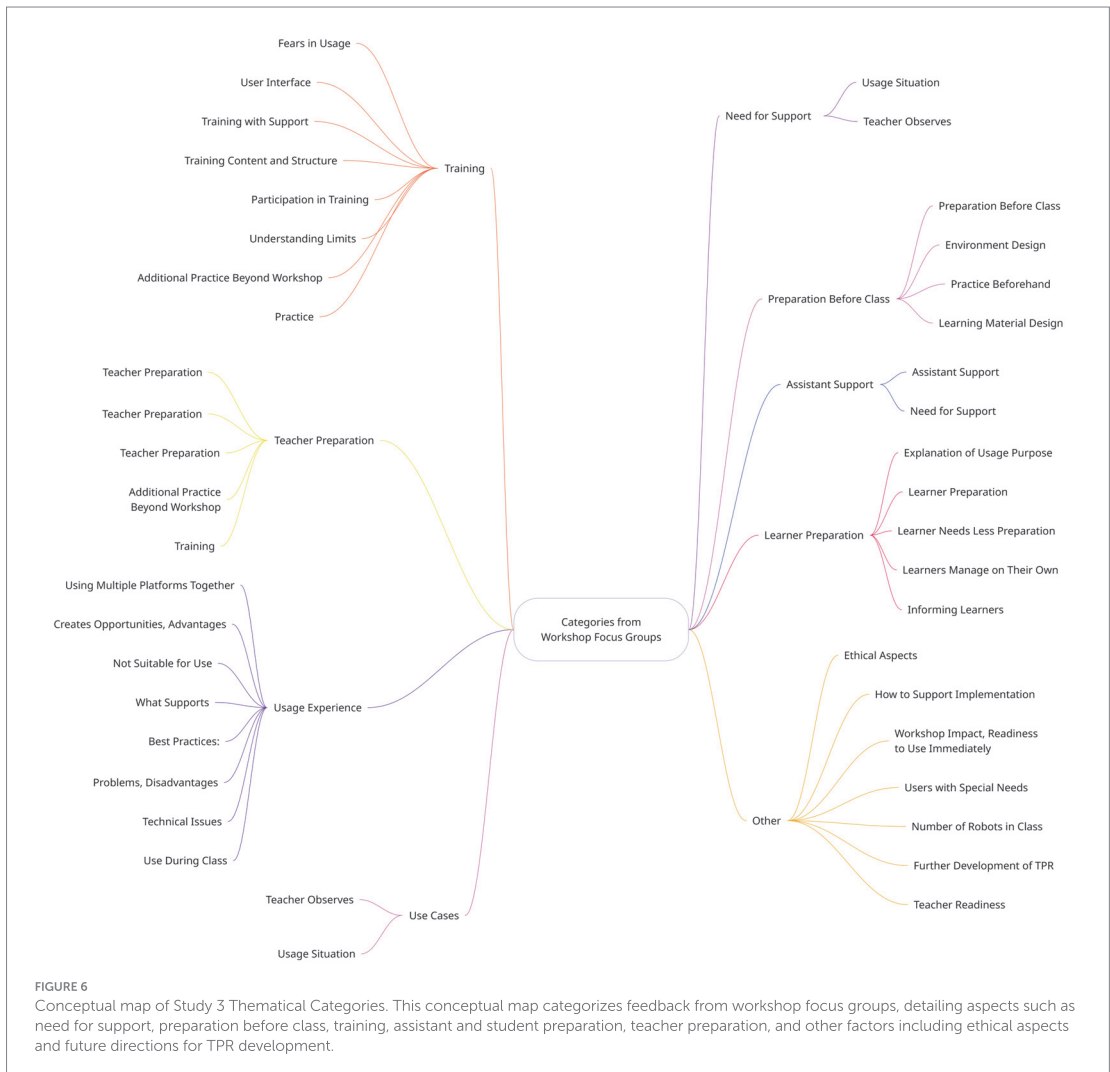 Fears in Usage
User Interface
Training with Support
Training Content and Structure
Participation in Training
Understanding Limits
Additional Practice Beyond Workshop
Practice
Training
Teacher Preparation
Teacher Preparation
Teacher Preparation
Additional Practice
Beyond Workshop
Training
Teacher Preparation
Using Multiple Platforms Together
Creates Opportunities, Advantages
Not Suitable for Use
What Supports
Best Practices:
Problems, Disadvantages
Technical Issues
Use During Class
Usage Experience
Teacher Observes
Usage Situation
Use Cases
Categories from
Workshop Focus Groups
Need for Support
Usage Situation
Teacher Observes
Preparation Before Class
Preparation Before Class
Environment Design
Practice Beforehand
Learning Material Design
Assistant Support
Assistant Support
Need for Support
Learner Preparation
Explanation of Usage Purpose
Learner Preparation
Learner Needs Less Preparation
Learners Manage on Their Own
Informing Learners
Other
Ethical Aspects
How to Support Implementation
Workshop Impact, Readiness
to Use Immediately
Users with Special Needs
Number of Robots in Class
Further Development of TPR
Teacher Readiness
FIGURE 6
Conceptual map of Study 3 Thematical Categories. This conceptual map categorizes feedback from workshop focus groups, detailing aspects such as
need for support, preparation before class, training, assistant and student preparation, teacher preparation, and other factors including ethical aspects
and future directions for TPR development.